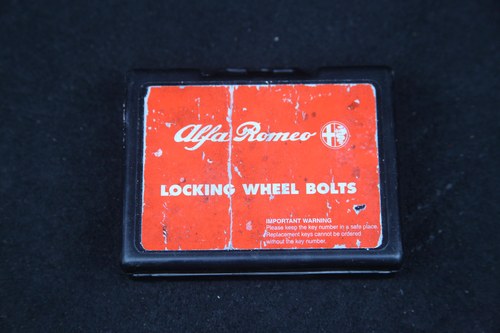 Alfa Romeo
LOCKING WHEEL BOLTS
IMPORTANT WARNING
Please keep the key number in a safe place
Replacement keys cannot be ordered
without the key number.